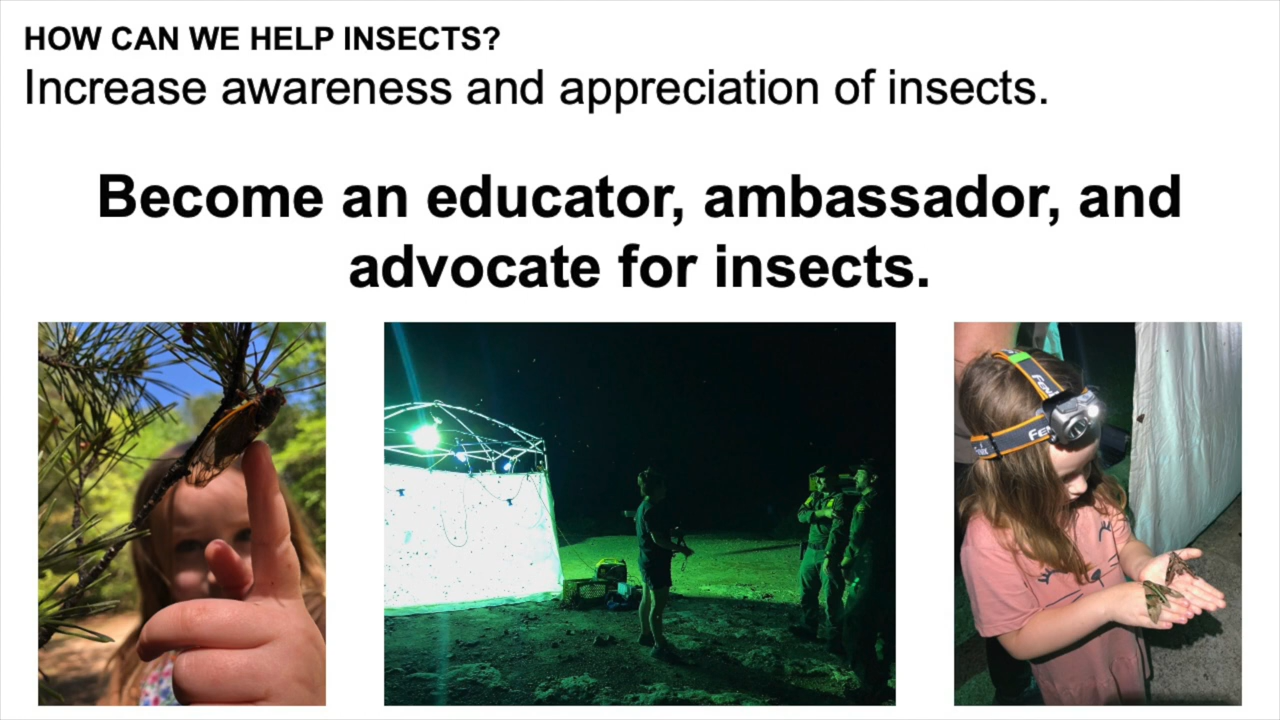 HOW CAN WE HELP INSECTS?
Increase awareness and appreciation of insects.
Become an educator, ambassador, and
advocate for insects.